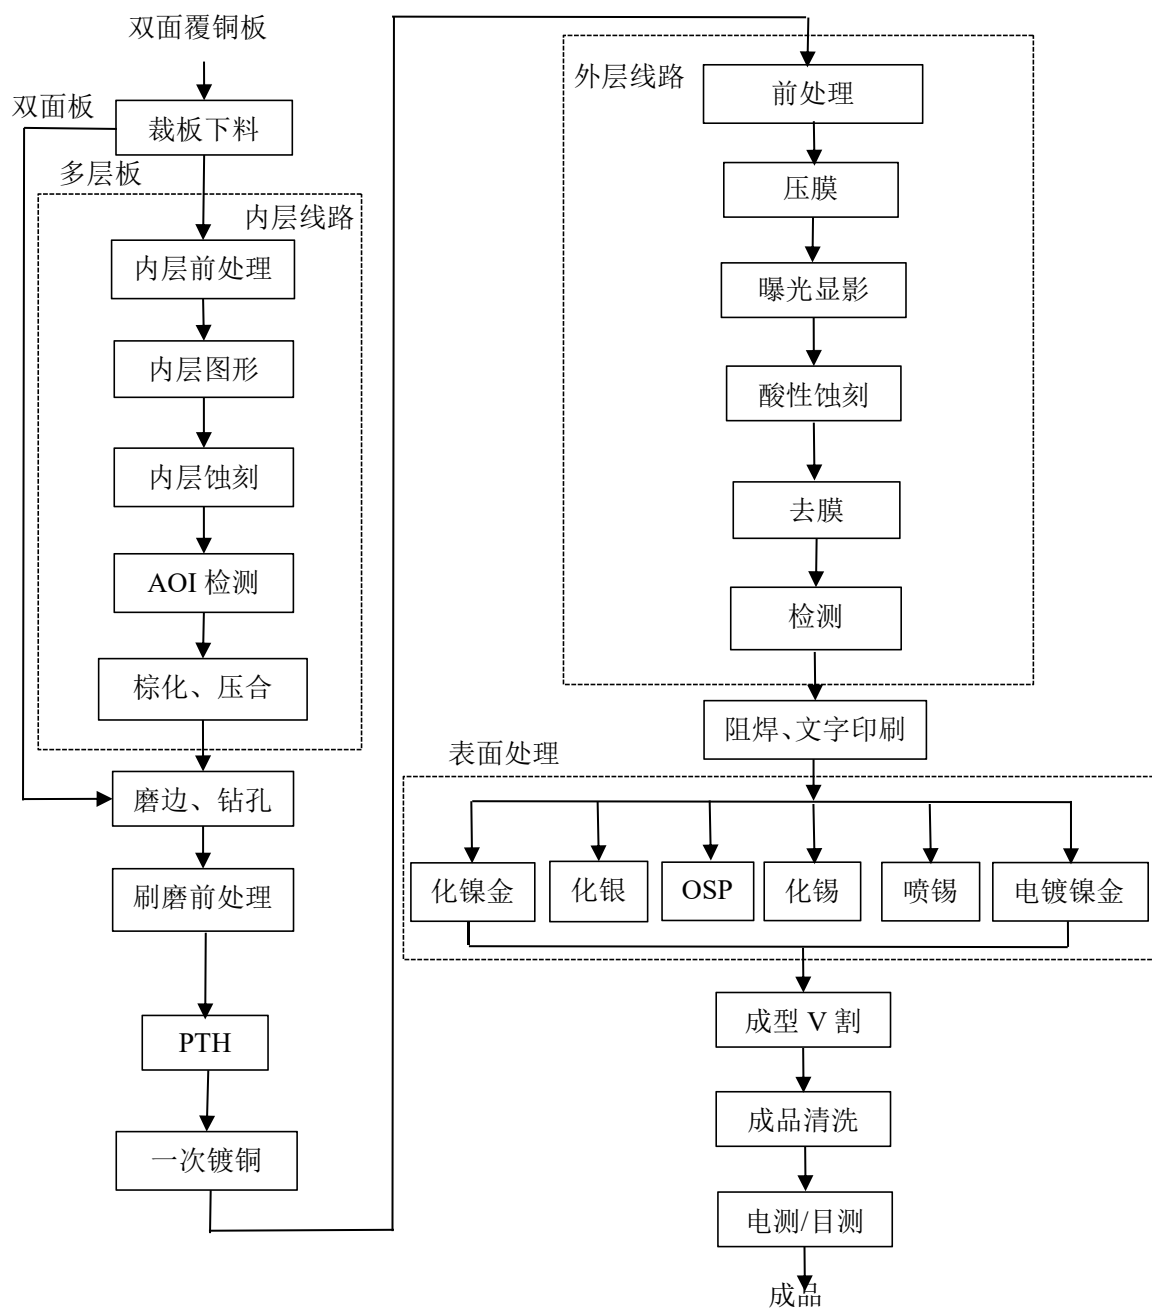 双面覆铜板
双面板
裁板下料
多层板
内层线路
内层前处理
内层图形
内层蚀刻
AOI 检测
棕化、压合
磨边、钻孔
刷磨前处理
PTH
一次镀铜
外层线路
前处理
压膜
曝光显影
酸性蚀刻
去膜
检测
阻焊、文字印刷
表面处理
化镍金
化银
OSP
化锡
喷锡
电镀镍金
成型 V 割
成品清洗
电测/目测
成品